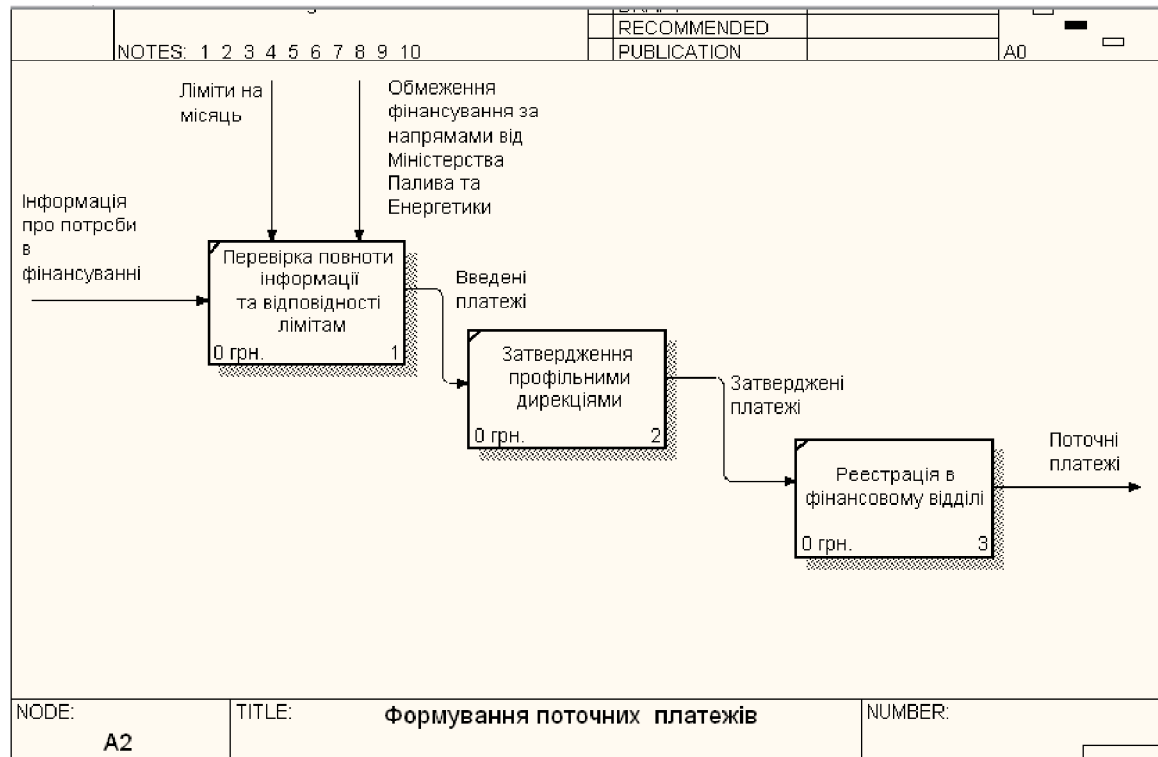 RECOMMENDED
NOTES: 1 2 3 4 5 6 7 8 9 10
PUBLICATION
A0
Ліміти на
місяць
Обмеження
фінансування за
напрямами від
Міністерства
Палива та
Енергетики
Інформація
про потреби
в
фінансуванні
Перевірка повноти
інформації
та відповідності
лімітам
0 грн. 1
Введені
платежі
Затвердження
профільними
дирекціями
0 грн. 2
Затверджені
платежі
Реестрація в
фінансовому відділі
0 грн. 3
Поточні
платежі
NODE:
A2
TITLE:
Формування поточних платежів
NUMBER: